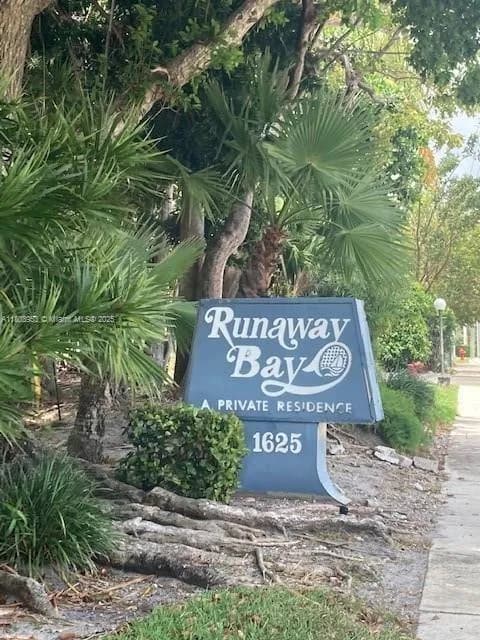 Runaway
Bay
A PRIVATE RESIDENCE
1625